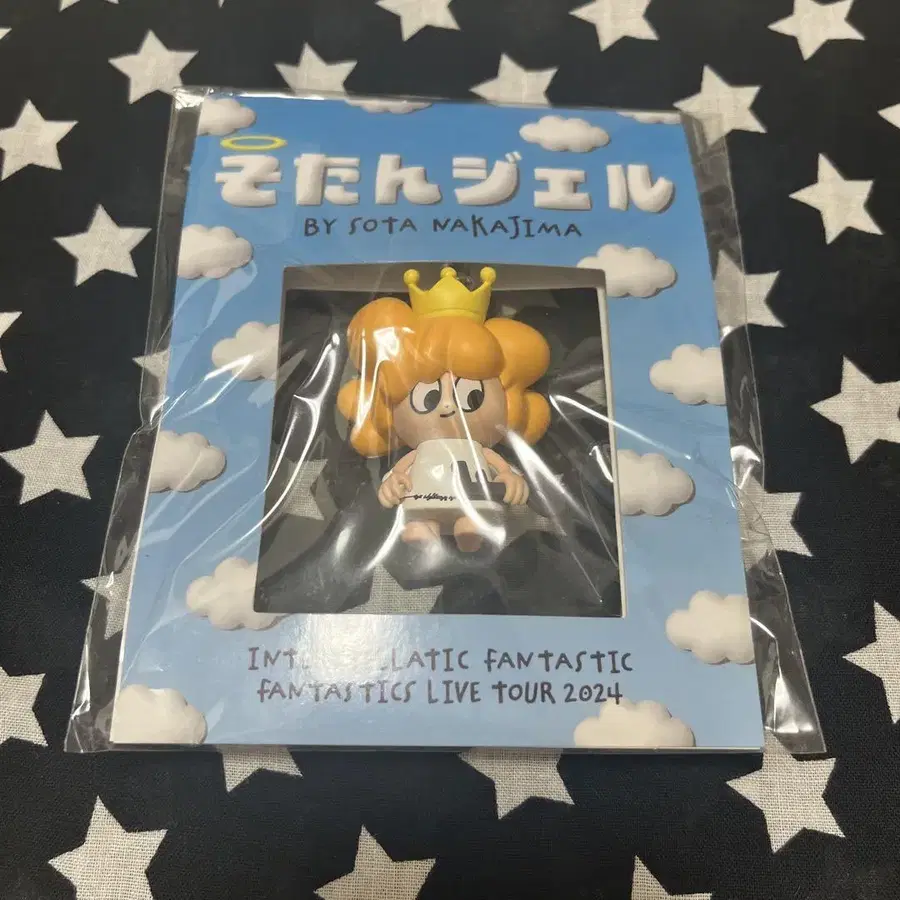 そたんジェル
BY SOTA NAKAJIMA
FANTASTIC
FANTASTICS LIVE TOUR 2024